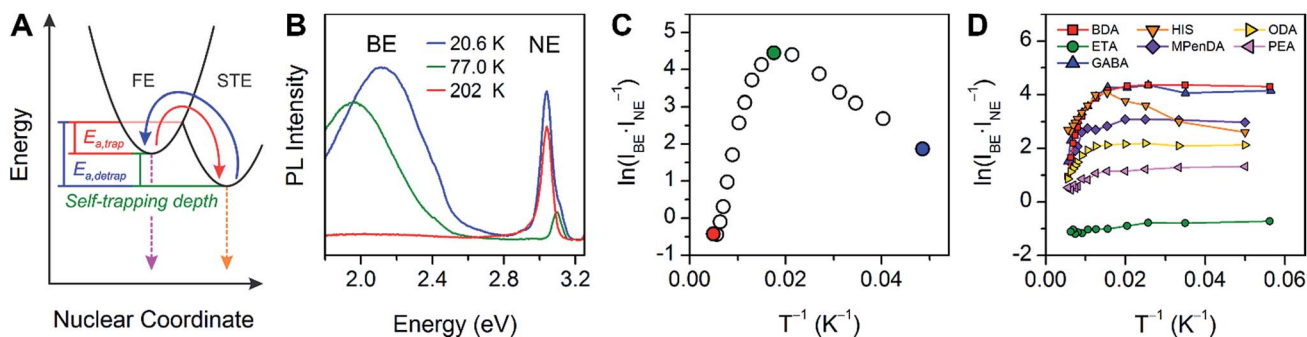 A
FE
STE
Energy
E_a,trap
E_a,detrap
Self-trapping depth
Nuclear Coordinate
B
BE
NE
20.6 K
77.0 K
202 K
PL Intensity
2.0
2.4
2.8
3.2
Energy (eV)
C
ln(I_BE·I_NE⁻¹)
5
4
3
2
1
0
-1
0.00
0.02
0.04
T⁻¹ (K⁻¹)
D
BDA
HIS
ODA
ETA
MPenDA
PEA
GABA
ln(I_BE·I_NE⁻¹)
6
4
2
0
-2
0.00
0.02
0.04
0.06
T⁻¹ (K⁻¹)